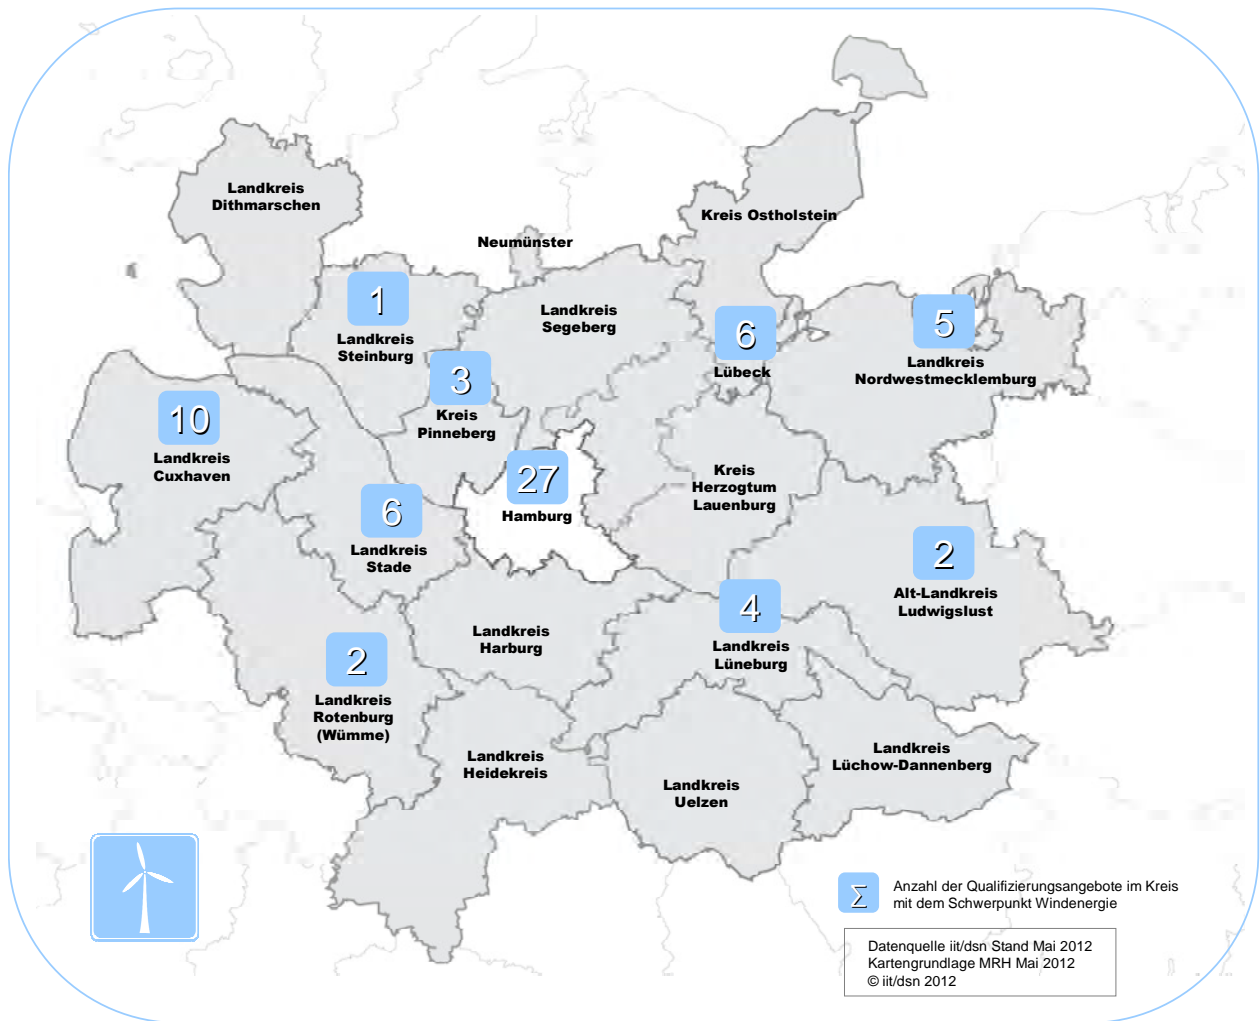 Landkreis
Dithmarschen
Kreis Ostholstein
Neumünster
1
Landkreis
Steinburg
Landkreis
Segeberg
6
Lübeck
5
Landkreis
Nordwestmecklemburg
3
Kreis
Pinneberg
10
Landkreis
Cuxhaven
27
Hamburg
Kreis
Herzogtum
Lauenburg
6
Landkreis
Stade
2
Alt-Landkreis
Ludwigslust
4
Landkreis
Lüneburg
Landkreis
Harburg
2
Landkreis
Rotenburg
(Wümme)
Landkreis
Heidekreis
Landkreis
Uelzen
Landkreis
Lüchow-Dannenberg
Σ
Anzahl der Qualifizierungsangebote im Kreis
mit dem Schwerpunkt Windenergie
Datenquelle iit/dsn Stand Mai 2012
Kartengrundlage MRH Mai 2012
© iit/dsn 2012